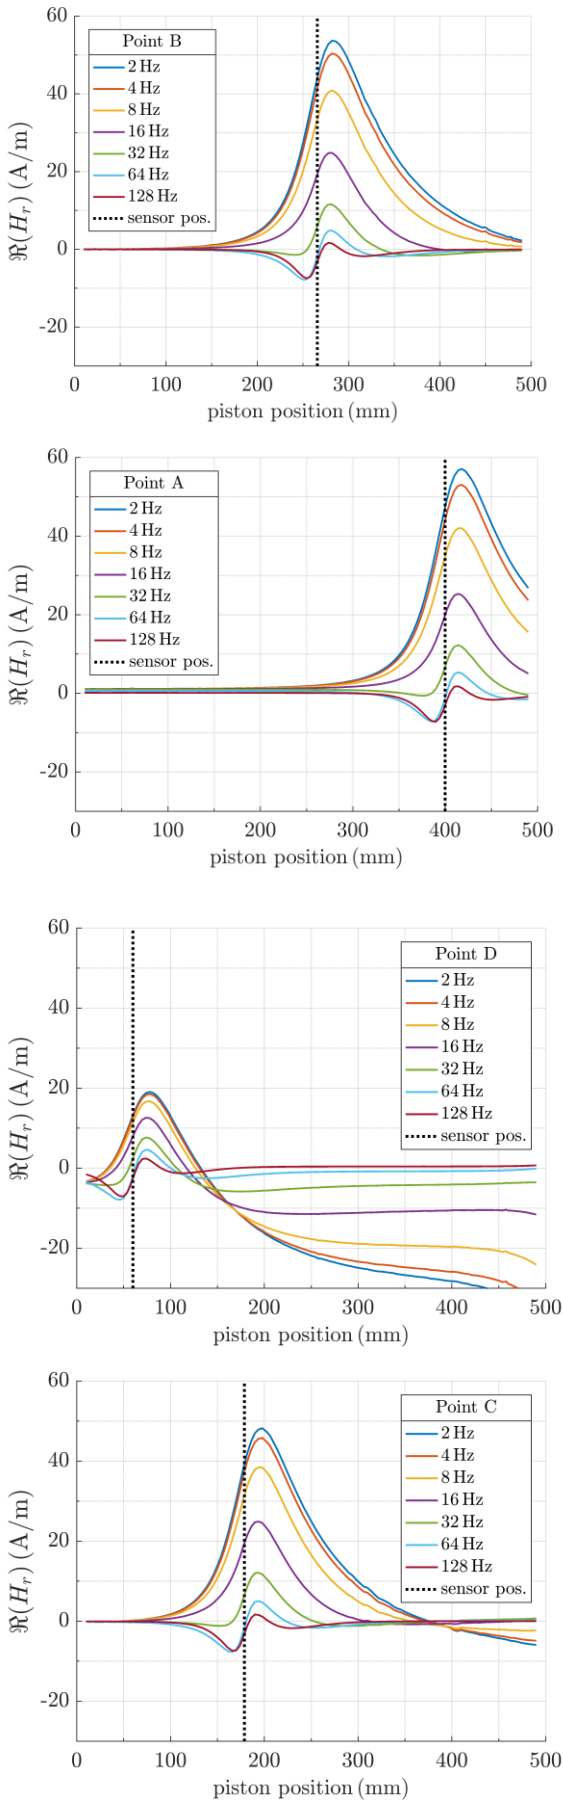 60
40
20
0
-20
ℜ(H_r) (A/m)
Point B
2 Hz
4 Hz
8 Hz
16 Hz
32 Hz
64 Hz
128 Hz
sensor pos.
0 100 200 300 400 500
piston position (mm)
60
40
20
0
-20
ℜ(H_r) (A/m)
Point A
2 Hz
4 Hz
8 Hz
16 Hz
32 Hz
64 Hz
128 Hz
sensor pos.
0 100 200 300 400 500
piston position (mm)
60
40
20
0
-20
ℜ(H_r) (A/m)
Point D
2 Hz
4 Hz
8 Hz
16 Hz
32 Hz
64 Hz
128 Hz
sensor pos.
0 100 200 300 400 500
piston position (mm)
60
40
20
0
-20
ℜ(H_r) (A/m)
Point C
2 Hz
4 Hz
8 Hz
16 Hz
32 Hz
64 Hz
128 Hz
sensor pos.
0 100 200 300 400 500
piston position (mm)